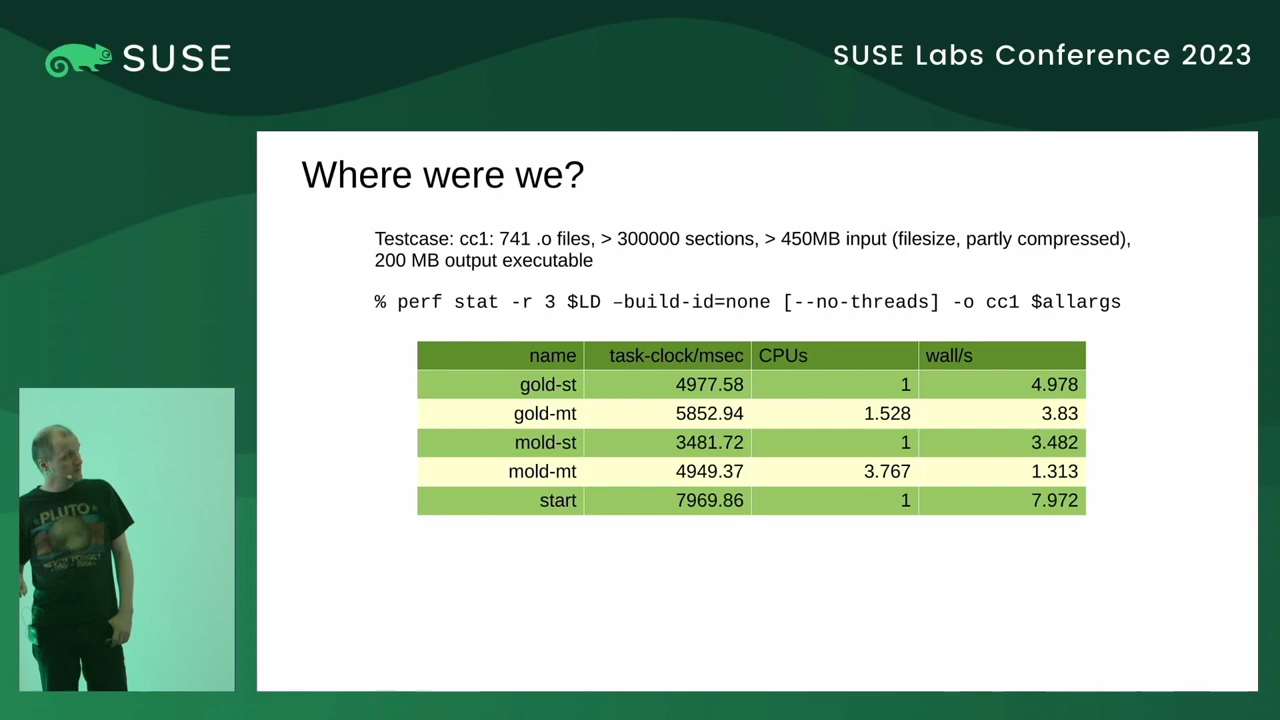 SUSE
SUSE Labs Conference 2023
Where were we?
Testcase: cc1: 741 .o files, > 300000 sections, > 450MB input (filesize, partly compressed),
200 MB output executable
% perf stat -r 3 $LD –build-id=none [--no-threads] -o cc1 $allargs
name task-clock/msec CPUs wall/s
gold-st 4977.58 1 4.978
gold-mt 5852.94 1.528 3.83
mold-st 3481.72 1 3.482
mold-mt 4949.37 3.767 1.313
start 7969.86 1 7.972
PLUTO
NEVER FORGET